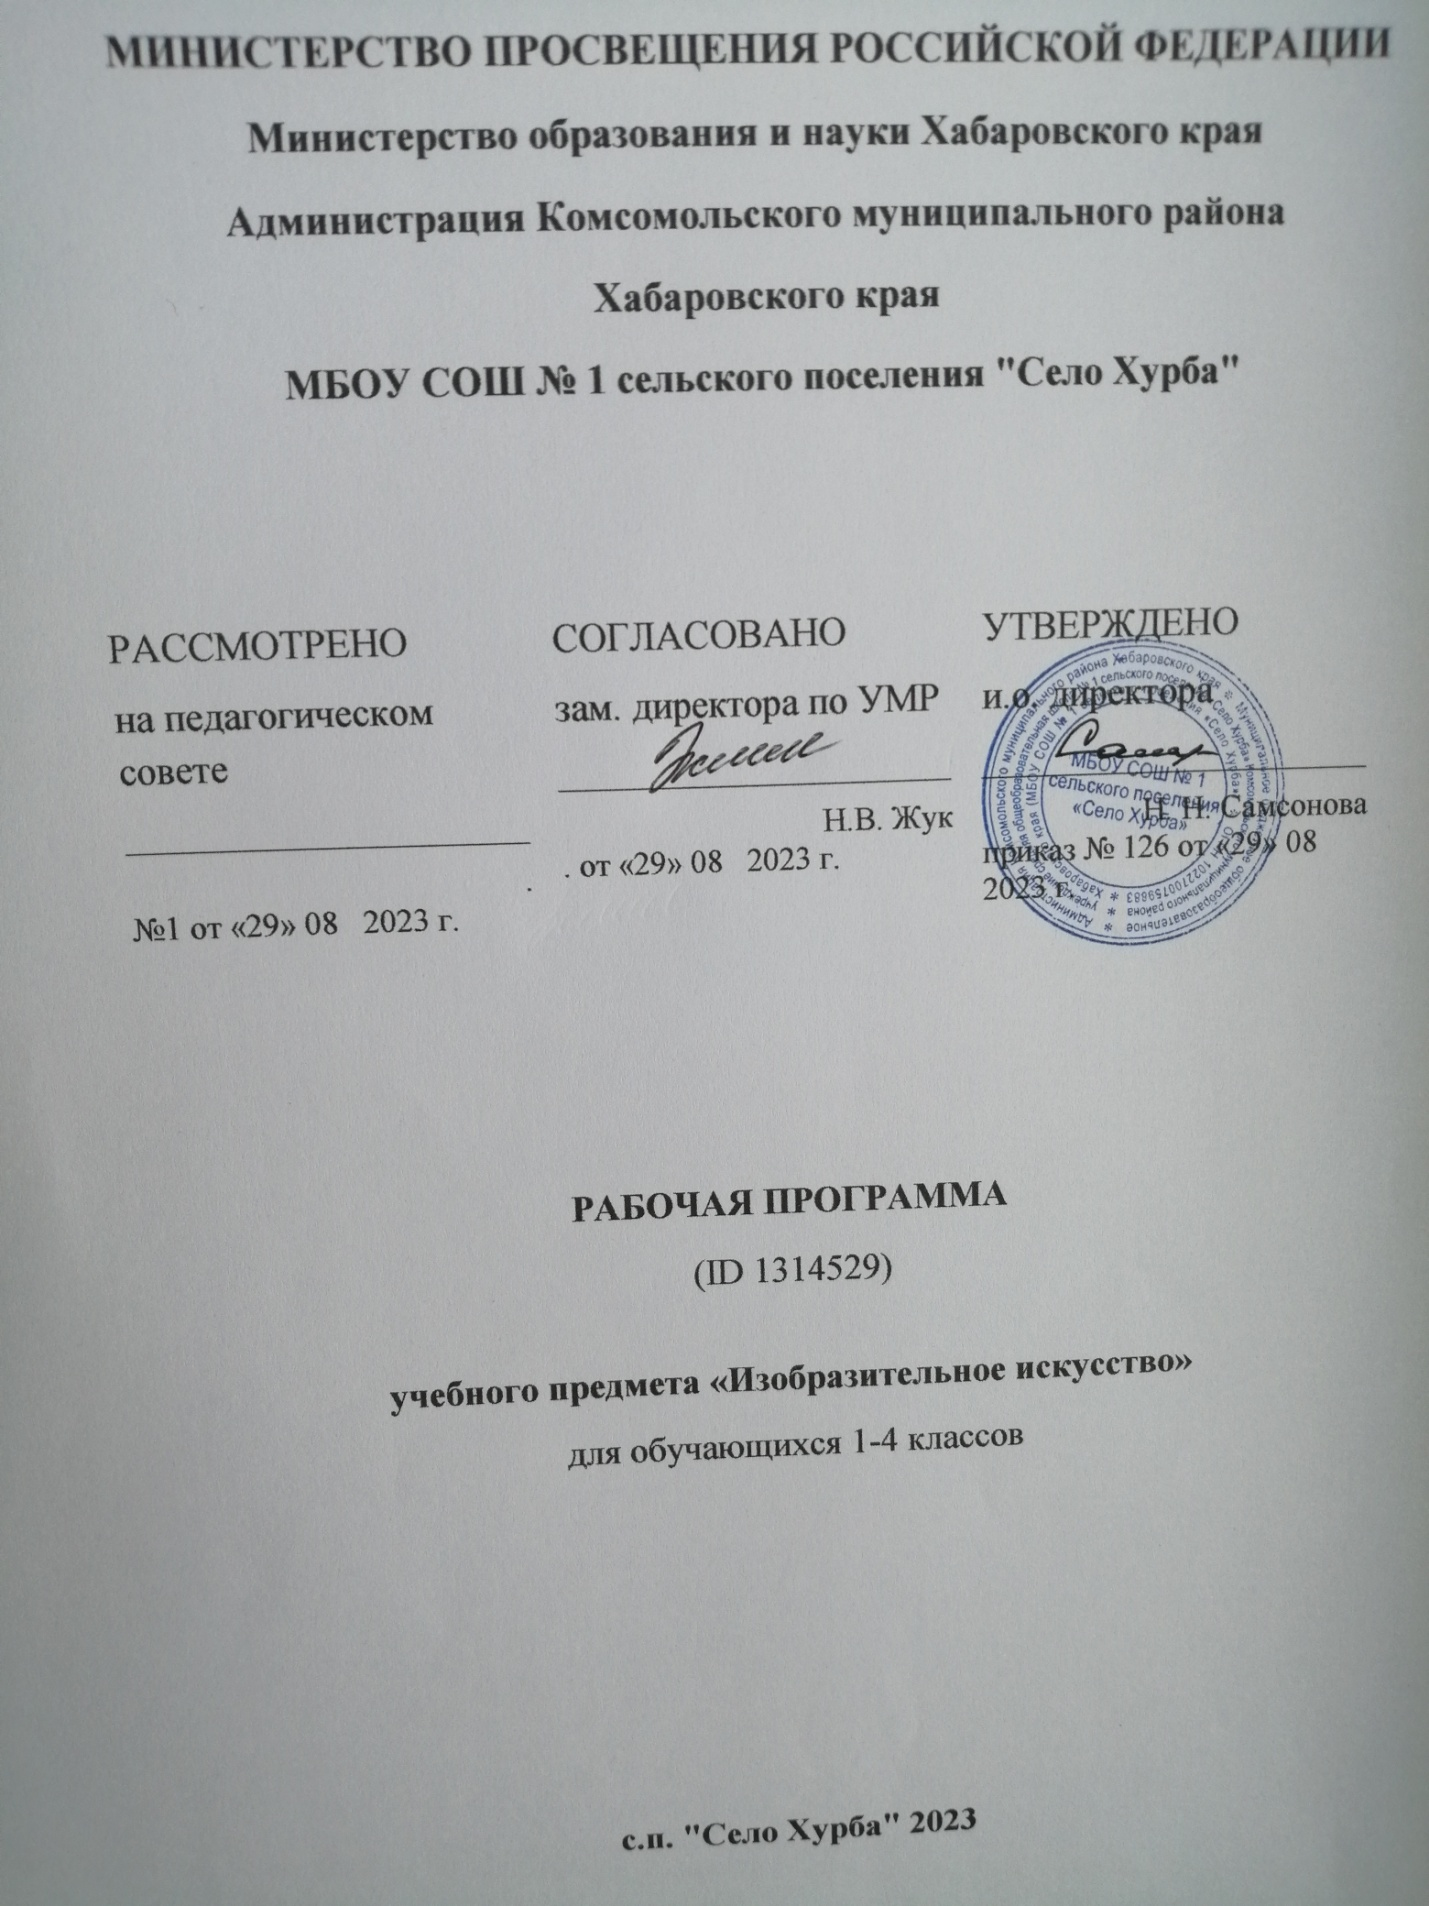 МИНИСТЕРСТВО ПРОСВЕЩЕНИЯ РОССИЙСКОЙ ФЕДЕРАЦИИ
Министерство образования и науки Хабаровского края
Администрация Комсомольского муниципального района
Хабаровского края
МБОУ СОШ № 1 сельского поселения "Село Хурба"
РАССМОТРЕНО
на педагогическом
совете
№1 от «29» 08 2023 г.
СОГЛАСОВАНО
зам. директора по УМР
Н.В. Жук
. от «29» 08 2023 г.
УТВЕРЖДЕНО
и.о. директора
Н. Н. Самсонова
приказ № 126 от «29» 08
2023 г.
МБОУ СОШ № 1
сельского поселения
«Село Хурба»
РАБОЧАЯ ПРОГРАММА
(ID 1314529)
учебного предмета «Изобразительное искусство»
для обучающихся 1-4 классов
с.п. "Село Хурба" 2023